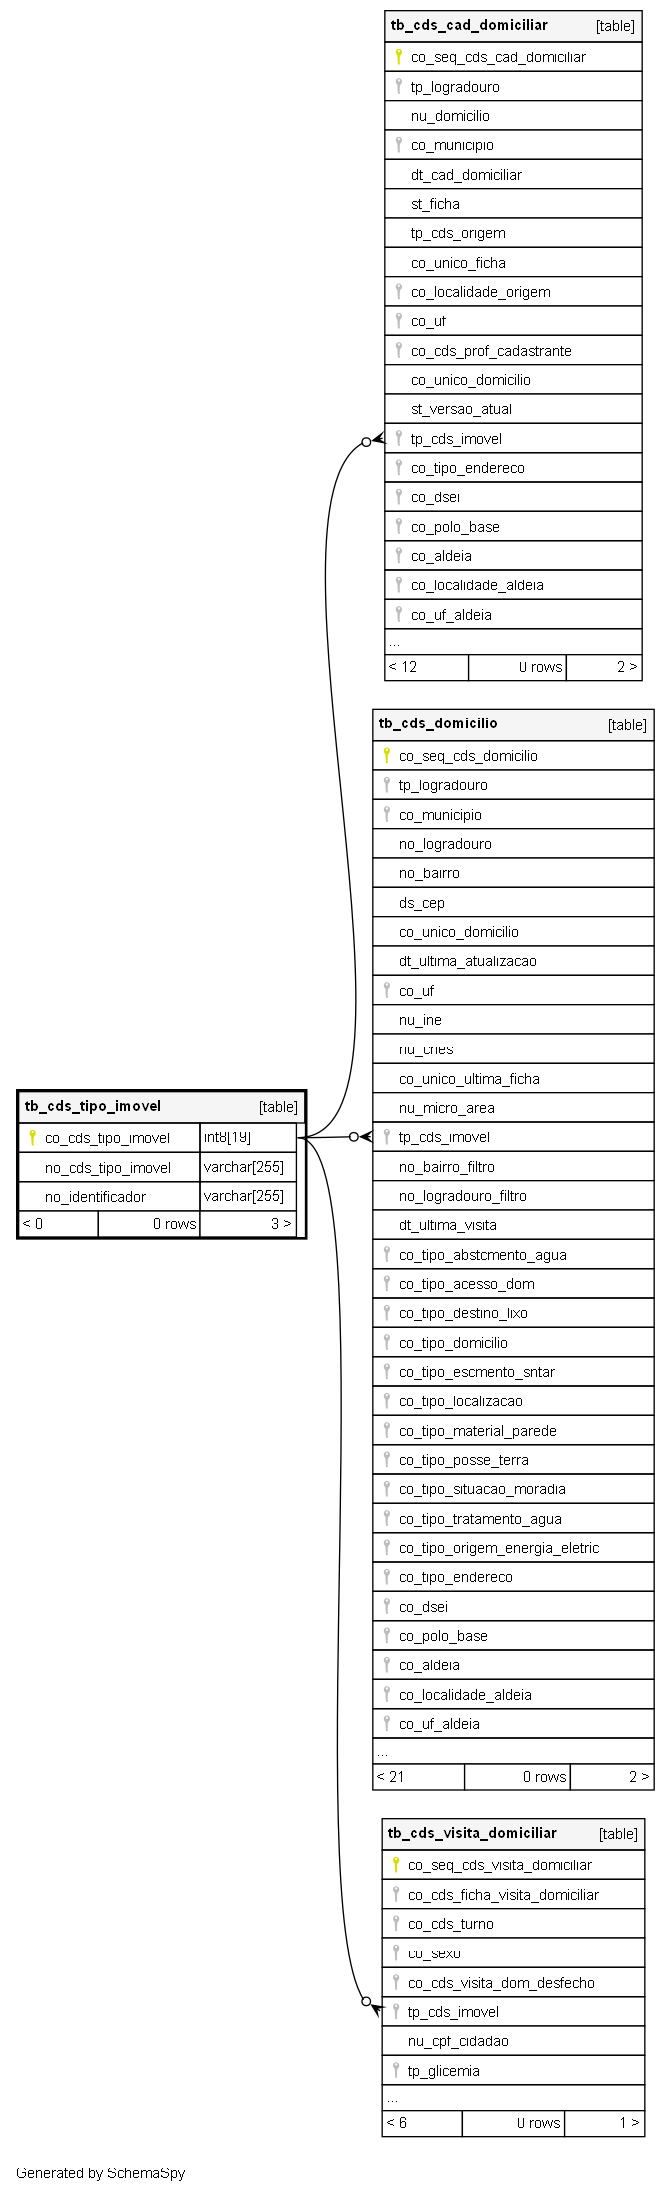 tb_cds_cad_domiciliar [table]
co_seq_cds_cad_domiciliar
tp_logradouro
nu_domicilio
co_municipio
dt_cad_domiciliar
st_ficha
tp_cds_origem
co_unico_ficha
co_localidade_origem
co_uf
co_cds_prof_cadastrante
co_unico_domicilio
st_versao_atual
tp_cds_imovel
co_tipo_endereco
co_dsei
co_polo_base
co_aldeia
co_localidade_aldeia
co_uf_aldeia
...
< 12 0 rows 2 >
tb_cds_domicilio [table]
co_seq_cds_domicilio
tp_logradouro
co_municipio
no_logradouro
no_bairro
ds_cep
co_unico_domicilio
dt_ultima_atualizacao
co_uf
nu_ine
nu_cnes
co_unico_ultima_ficha
nu_micro_area
tp_cds_imovel
no_bairro_filtro
no_logradouro_filtro
dt_ultima_visita
co_tipo_abstcmento_agua
co_tipo_acesso_dom
co_tipo_destino_lixo
co_tipo_domicilio
co_tipo_escmento_sntar
co_tipo_localizacao
co_tipo_material_parede
co_tipo_posse_terra
co_tipo_situacao_moradia
co_tipo_tratamento_agua
co_tipo_origem_energia_eletric
co_tipo_endereco
co_dsei
co_polo_base
co_aldeia
co_localidade_aldeia
co_uf_aldeia
...
< 21 0 rows 2 >
tb_cds_tipo_imovel [table]
co_cds_tipo_imovel int8[19]
no_cds_tipo_imovel varchar[255]
no_identificador varchar[255]
< 0 0 rows 3 >
tb_cds_visita_domiciliar [table]
co_seq_cds_visita_domiciliar
co_cds_ficha_visita_domiciliar
co_cds_turno
co_sexo
co_cds_visita_dom_desfecho
tp_cds_imovel
nu_cpf_cidadao
tp_glicemia
...
< 6 0 rows 1 >
Generated by SchemaSpy